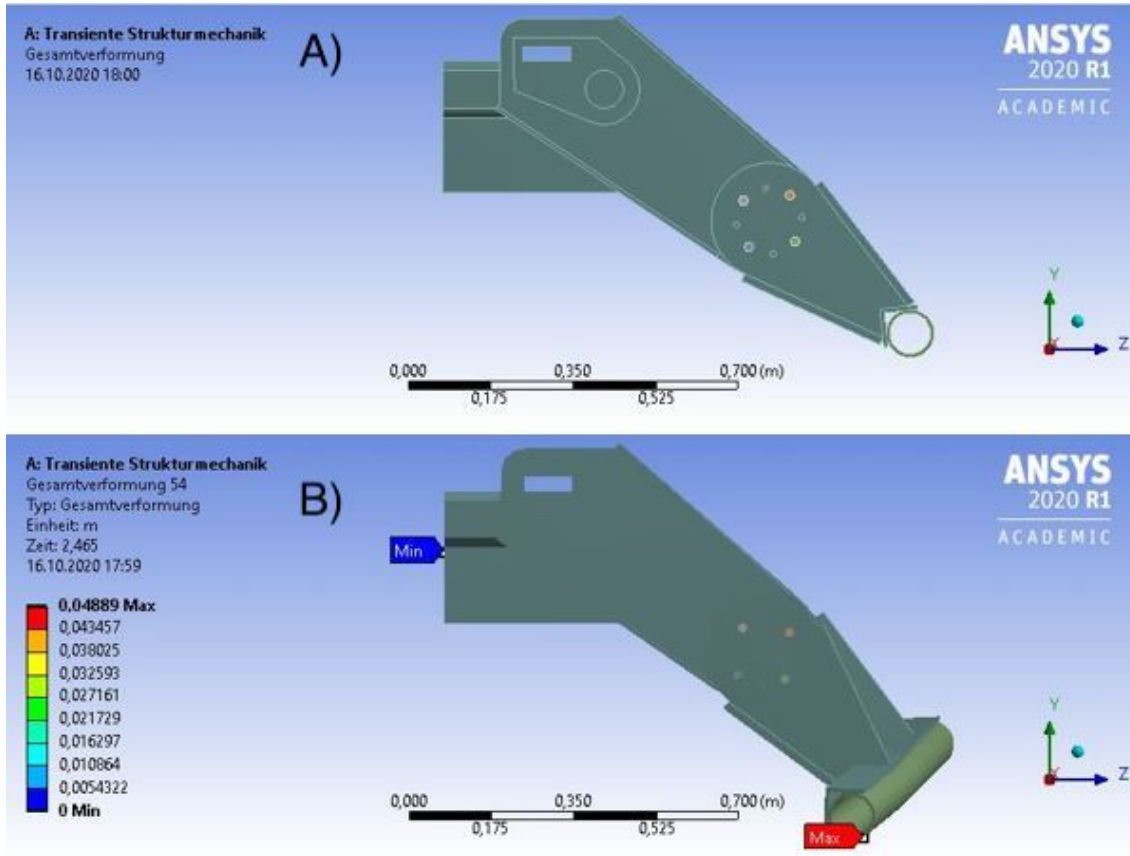 A: Transiente Strukturmechanik
Gesamtverformung
16.10.2020 18:00
A)
ANSYS
2020 R1
ACADEMIC
Y
Z
X
0,000 0,350 0,700 (m)
0,175 0,525
A: Transiente Strukturmechanik
Gesamtverformung 54
Typ: Gesamtverformung
Einheit: m
Zeit: 2,465
16.10.2020 17:59
B)
ANSYS
2020 R1
ACADEMIC
Min
0,04889 Max
0,043457
0,038025
0,032593
0,027161
0,021729
0,016297
0,010864
0,0054322
0 Min
Y
Z
X
0,000 0,350 0,700 (m)
0,175 0,525
Max